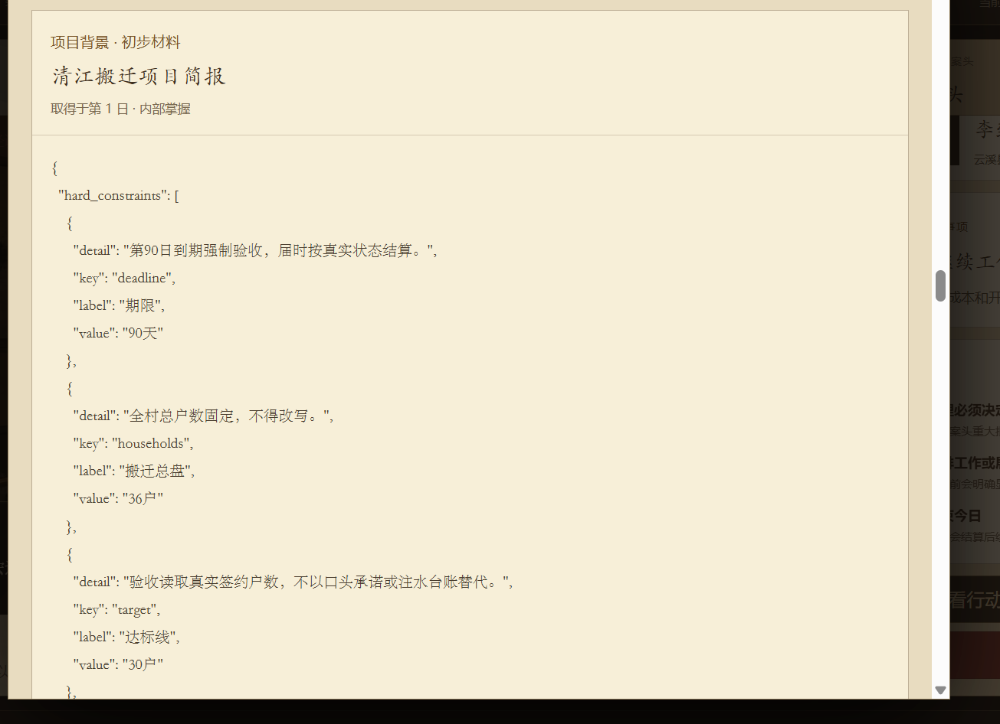 项目背景 · 初步材料
清江搬迁项目简报
取得于第 1 日 · 内部掌握
{
"hard_constraints": [
{
"detail": "第90日到期强制验收，届时按真实状态结算。",
"key": "deadline",
"label": "期限",
"value": "90天"
},
{
"detail": "全村总户数固定，不得改写。",
"key": "households",
"label": "搬迁总盘",
"value": "36户"
},
{
"detail": "验收读取真实签约户数，不以口头承诺或注水台账替代。",
"key": "target",
"label": "达标线",
"value": "30户"
},
案头
头
李
云溪
事项
续工
成本和开
必须决定
案头重大
工作或
前会明确
今日
会结算后
看行动